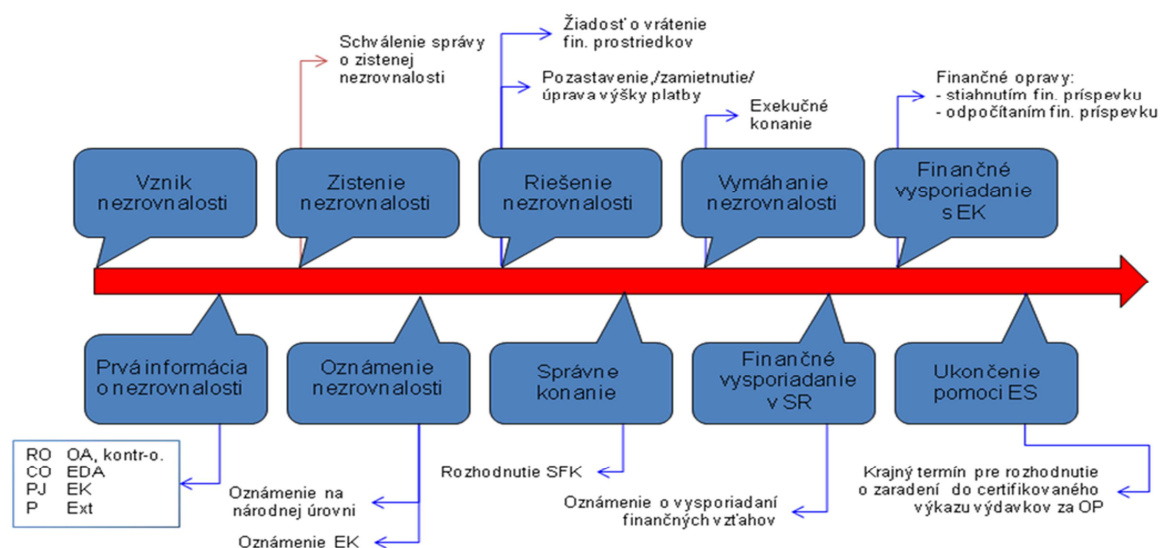 Schválenie správy
o zistenej
nezrovnalosti
Žiadosť o vrátenie
fin. prostriedkov
Pozastavenie,/zamietnutie/
úprava výšky platby
Exekučné
konanie
Finančné opravy:
- stiahnutím fin. príspevku
- odpočítaním fin. príspevku
Vznik
nezrovnalosti
Zistenie
nezrovnalosti
Riešenie
nezrovnalosti
Vymáhanie
nezrovnalosti
Finančné
vysporiadanie
s EK
Prvá informácia
o nezrovnalosti
Oznámenie
nezrovnalosti
Správne
konanie
Finančné
vysporiadanie
v SR
Ukončenie
pomoci ES
RO OA, kontr-o.
CO EDA
PJ EK
P Ext
Oznámenie na
národnej úrovni
Oznámenie EK
Rozhodnutie SFK
Oznámenie o vysporiadaní
finančných vzťahov
Krajný termín pre rozhodnutie
o zaradení do certifikovaného
výkazu výdavkov za OP